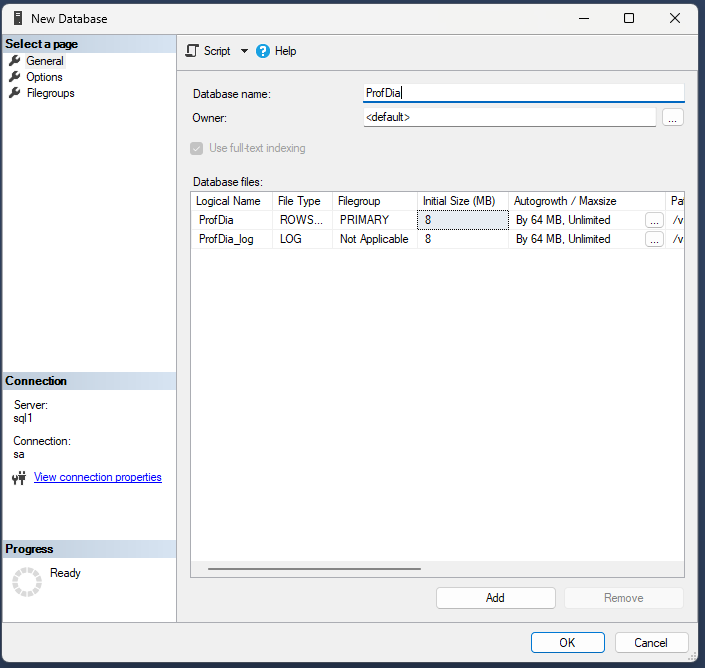 New Database
Select a page
General
Options
Filegroups
Script Help
Database name: ProfDia
Owner: <default> ...
Use full-text indexing
Database files:
Logical Name File Type Filegroup Initial Size (MB) Autogrowth / Maxsize Pa
ProfDia ROWS... PRIMARY 8 By 64 MB, Unlimited ... /v
ProfDia_log LOG Not Applicable 8 By 64 MB, Unlimited ... /v
Connection
Server:
sql1
Connection:
sa
View connection properties
Progress
Ready
Add Remove
OK Cancel